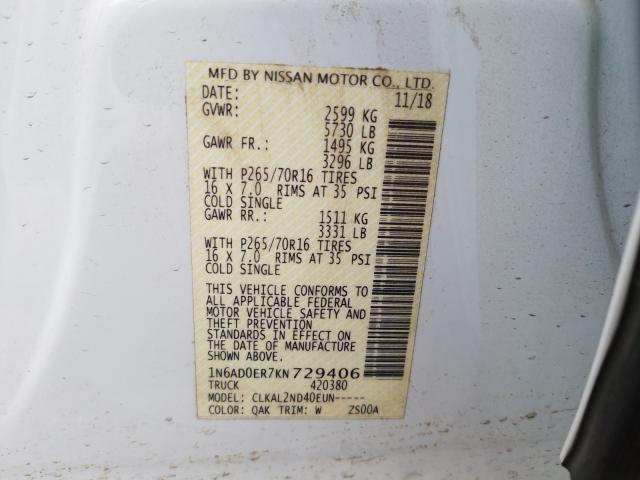 MFD BY NISSAN MOTOR CO., LTD.
DATE: 11/18
GVWR: 2599 KG
5730 LB
GAWR FR.: 1495 KG
3296 LB
WITH P265/70R16 TIRES
16 X 7.0 RIMS AT 35 PSI
COLD SINGLE
GAWR RR.: 1511 KG
3331 LB
WITH P265/70R16 TIRES
16 X 7.0 RIMS AT 35 PSI
COLD SINGLE
THIS VEHICLE CONFORMS TO
ALL APPLICABLE FEDERAL
MOTOR VEHICLE SAFETY AND
THEFT PREVENTION
STANDARDS IN EFFECT ON
THE DATE OF MANUFACTURE
SHOWN ABOVE.
1N6AD0ER7KN729406
TRUCK 420380
MODEL: CLKAL2ND40EUN-----
COLOR: QAK TRIM: W ZS00A